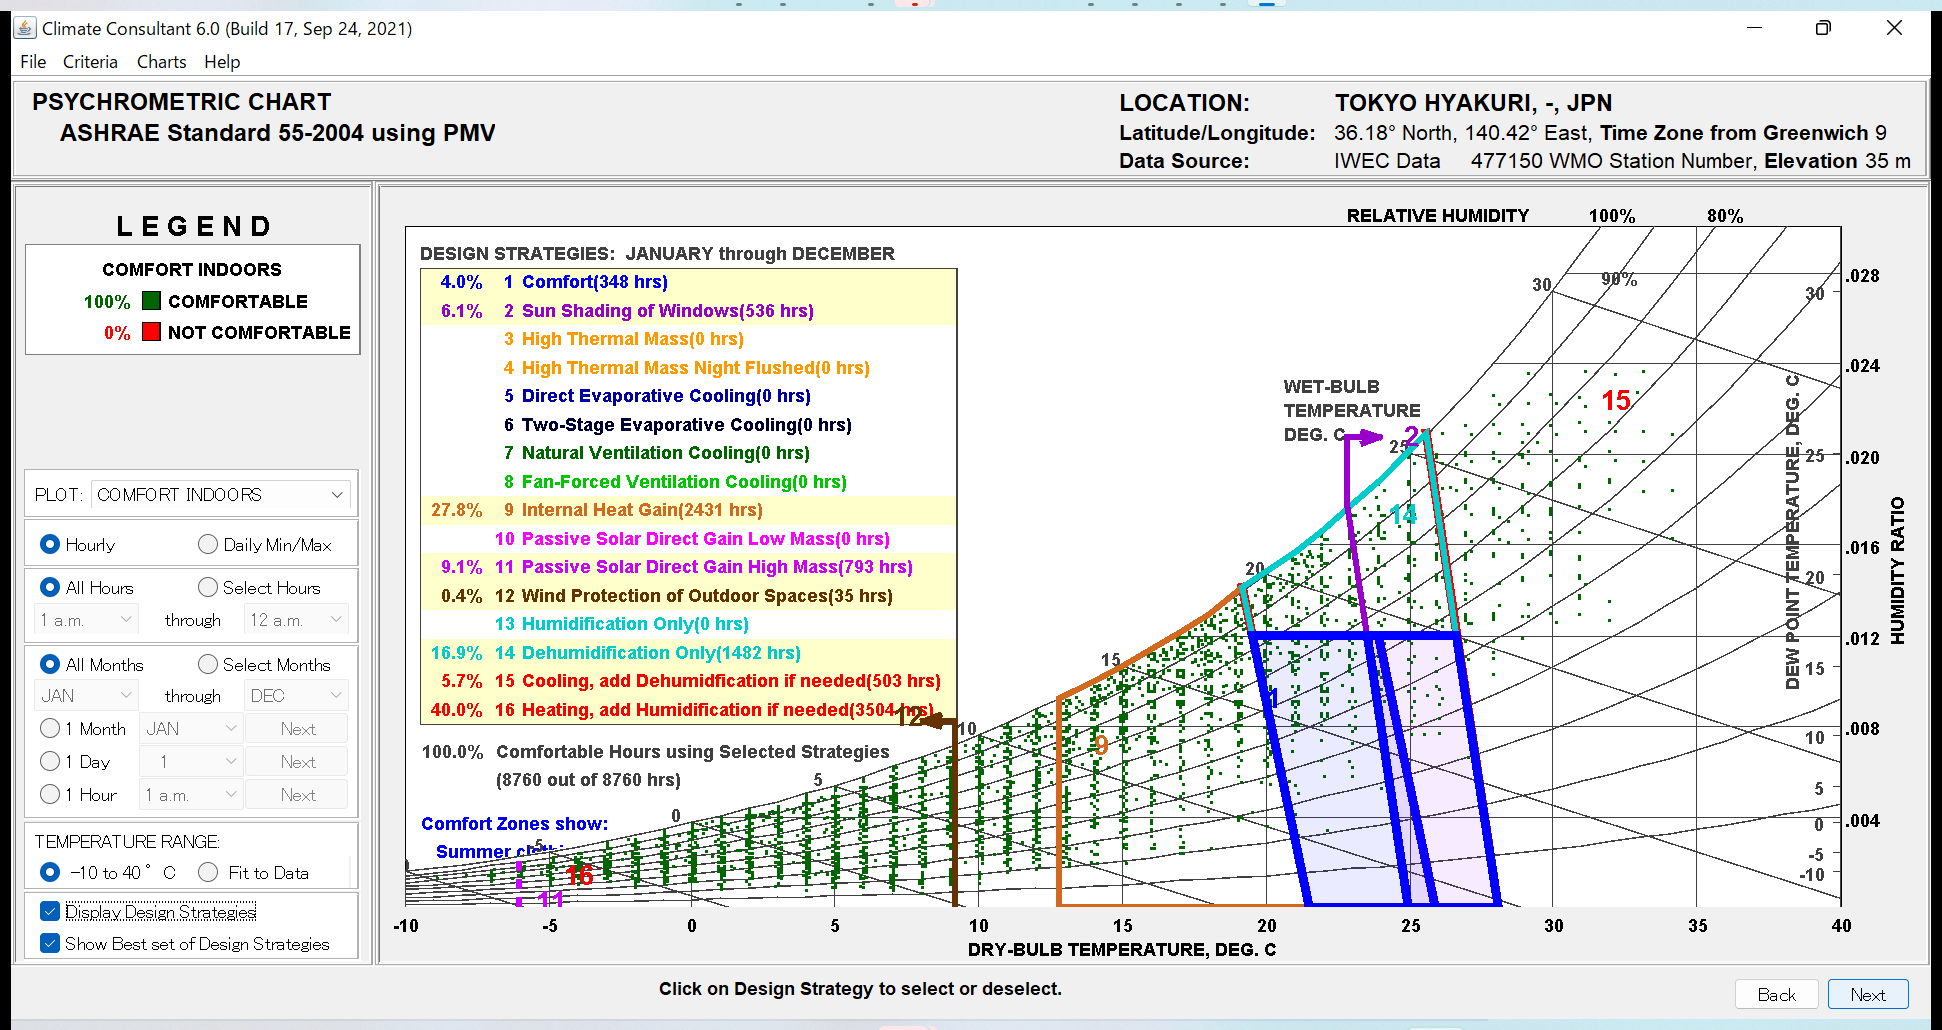 Climate Consultant 6.0 (Build 17, Sep 24, 2021)
File Criteria Charts Help
PSYCHROMETRIC CHART
ASHRAE Standard 55-2004 using PMV
LOCATION: TOKYO HYAKURI, -, JPN
Latitude/Longitude: 36.18° North, 140.42° East, Time Zone from Greenwich 9
Data Source: IWEC Data 477150 WMO Station Number, Elevation 35 m
LEGEND
COMFORT INDOORS
100% COMFORTABLE
0% NOT COMFORTABLE
PLOT: COMFORT INDOORS
Hourly Daily Min/Max
All Hours Select Hours
1 a.m. through 12 a.m.
All Months Select Months
JAN through DEC
1 Month JAN Next
1 Day 1 Next
1 Hour 1 a.m. Next
TEMPERATURE RANGE:
-10 to 40° C Fit to Data
Display Design Strategies
Show Best set of Design Strategies
RELATIVE HUMIDITY 100% 80%
90%
DESIGN STRATEGIES: JANUARY through DECEMBER
4.0% 1 Comfort(348 hrs)
6.1% 2 Sun Shading of Windows(536 hrs)
3 High Thermal Mass(0 hrs)
4 High Thermal Mass Night Flushed(0 hrs)
5 Direct Evaporative Cooling(0 hrs)
6 Two-Stage Evaporative Cooling(0 hrs)
7 Natural Ventilation Cooling(0 hrs)
8 Fan-Forced Ventilation Cooling(0 hrs)
27.8% 9 Internal Heat Gain(2431 hrs)
10 Passive Solar Direct Gain Low Mass(0 hrs)
9.1% 11 Passive Solar Direct Gain High Mass(793 hrs)
0.4% 12 Wind Protection of Outdoor Spaces(35 hrs)
13 Humidification Only(0 hrs)
16.9% 14 Dehumidification Only(1482 hrs)
5.7% 15 Cooling, add Dehumidfication if needed(503 hrs)
40.0% 16 Heating, add Humidification if needed(3504 hrs)
100.0% Comfortable Hours using Selected Strategies
(8760 out of 8760 hrs)
Comfort Zones show:
Summer
WET-BULB
TEMPERATURE
DEG. C
-5
0
5
10
15
20
25
30
1
2
9
11
12
14
15
16
30
25
20
15
10
5
0
-5
-10
DEW POINT TEMPERATURE, DEG. C
.028
.024
.020
.016
.012
.008
.004
HUMIDITY RATIO
-10 -5 0 5 10 15 20 25 30 35 40
DRY-BULB TEMPERATURE, DEG. C
Click on Design Strategy to select or deselect.
Back Next